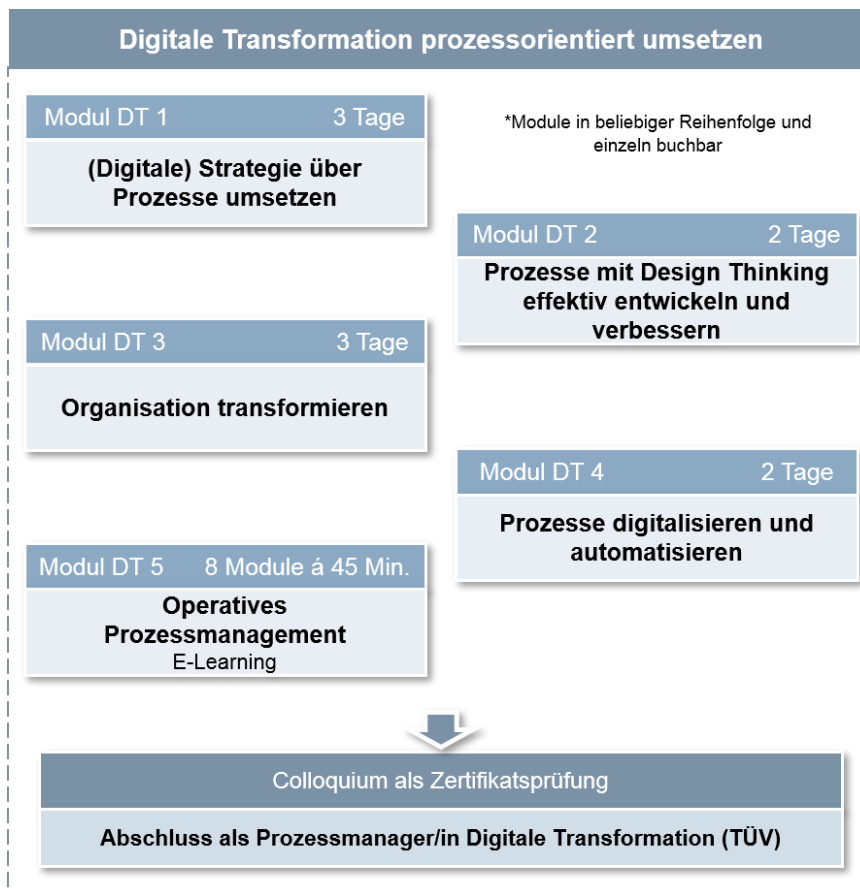 Digitale Transformation prozessorientiert umsetzen
Modul DT 1 3 Tage
(Digitale) Strategie über
Prozesse umsetzen
*Module in beliebiger Reihenfolge und
einzeln buchbar
Modul DT 2 2 Tage
Prozesse mit Design Thinking
effektiv entwickeln und
verbessern
Modul DT 3 3 Tage
Organisation transformieren
Modul DT 4 2 Tage
Prozesse digitalisieren und
automatisieren
Modul DT 5 8 Module á 45 Min.
Operatives
Prozessmanagement
E-Learning
Colloquium als Zertifikatsprüfung
Abschluss als Prozessmanager/in Digitale Transformation (TÜV)